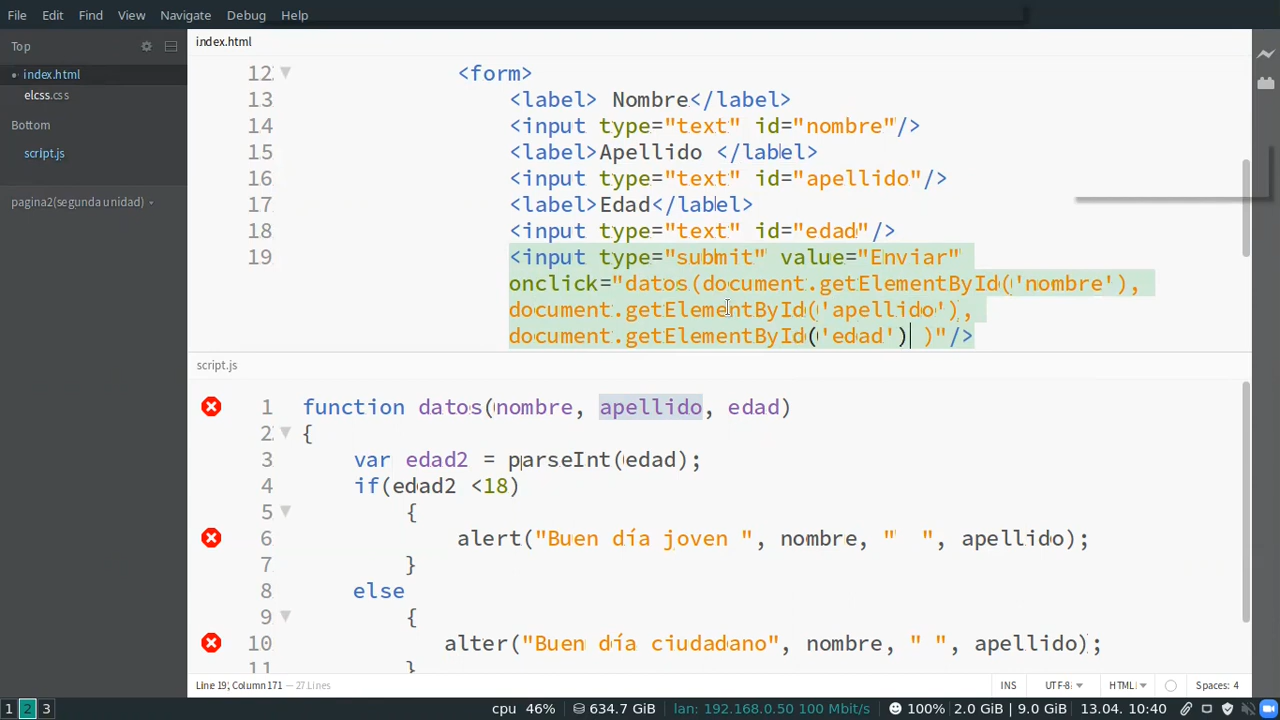 File Edit Find View Navigate Debug Help
Top
index.html
elcss.css
Bottom
script.js
pagina2(segunda unidad)
index.html
12 <form>
13 <label> Nombre</label>
14 <input type="text" id="nombre"/>
15 <label>Apellido </label>
16 <input type="text" id="apellido"/>
17 <label>Edad</label>
18 <input type="text" id="edad"/>
19 <input type="submit" value="Enviar"
onclick="datos(document.getElementById('nombre'),
document.getElementById('apellido'),
document.getElementById('edad') )"/>
script.js
1 function datos(nombre, apellido, edad)
2 {
3 var edad2 = parseInt(edad);
4 if(edad2 <18)
5 {
6 alert("Buen día joven ", nombre, "  ", apellido);
7 }
8 else
9 {
10 alter("Buen día ciudadano", nombre, " ", apellido);
11 }
Line 19, Column 171 — 27 Lines INS UTF-8 HTML Spaces: 4
1 2 3 cpu 46% 634.7 GiB lan: 192.168.0.50 100 Mbit/s 100% 2.0 GiB | 9.0 GiB 13.04. 10:40